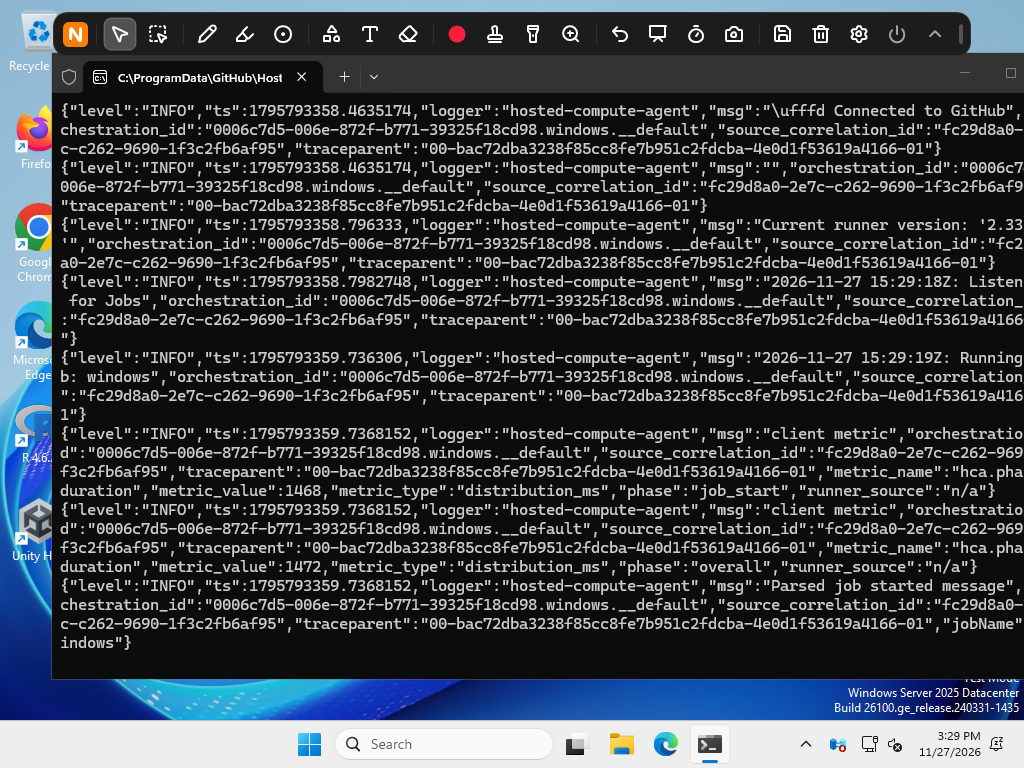 Recycle
Firefo
Google
Chrom
Micros
Edge
R 4.6.
Unity H
N
T
C:\ProgramData\GitHub\Host
{"level":"INFO","ts":1795793358.4635174,"logger":"hosted-compute-agent","msg":"\ufffd Connected to GitHub",
chestration_id":"0006c7d5-006e-872f-b771-39325f18cd98.windows.__default","source_correlation_id":"fc29d8a0-
c-c262-9690-1f3c2fb6af95","traceparent":"00-bac72dba3238f85cc8fe7b951c2fdcba-4e0d1f53619a4166-01"}
{"level":"INFO","ts":1795793358.4635174,"logger":"hosted-compute-agent","msg":"","orchestration_id":"0006c7
006e-872f-b771-39325f18cd98.windows.__default","source_correlation_id":"fc29d8a0-2e7c-c262-9690-1f3c2fb6af9
"traceparent":"00-bac72dba3238f85cc8fe7b951c2fdcba-4e0d1f53619a4166-01"}
{"level":"INFO","ts":1795793358.796333,"logger":"hosted-compute-agent","msg":"Current runner version: '2.33
'","orchestration_id":"0006c7d5-006e-872f-b771-39325f18cd98.windows.__default","source_correlation_id":"fc2
a0-2e7c-c262-9690-1f3c2fb6af95","traceparent":"00-bac72dba3238f85cc8fe7b951c2fdcba-4e0d1f53619a4166-01"}
{"level":"INFO","ts":1795793358.7982748,"logger":"hosted-compute-agent","msg":"2026-11-27 15:29:18Z: Listen
 for Jobs","orchestration_id":"0006c7d5-006e-872f-b771-39325f18cd98.windows.__default","source_correlation_
:"fc29d8a0-2e7c-c262-9690-1f3c2fb6af95","traceparent":"00-bac72dba3238f85cc8fe7b951c2fdcba-4e0d1f53619a4166
"}
{"level":"INFO","ts":1795793359.736306,"logger":"hosted-compute-agent","msg":"2026-11-27 15:29:19Z: Running
b: windows","orchestration_id":"0006c7d5-006e-872f-b771-39325f18cd98.windows.__default","source_correlation
":"fc29d8a0-2e7c-c262-9690-1f3c2fb6af95","traceparent":"00-bac72dba3238f85cc8fe7b951c2fdcba-4e0d1f53619a4166
1"}
{"level":"INFO","ts":1795793359.7368152,"logger":"hosted-compute-agent","msg":"client metric","orchestratio
d":"0006c7d5-006e-872f-b771-39325f18cd98.windows.__default","source_correlation_id":"fc29d8a0-2e7c-c262-969
f3c2fb6af95","traceparent":"00-bac72dba3238f85cc8fe7b951c2fdcba-4e0d1f53619a4166-01","metric_name":"hca.pha
duration","metric_value":1468,"metric_type":"distribution_ms","phase":"job_start","runner_source":"n/a"}
{"level":"INFO","ts":1795793359.7368152,"logger":"hosted-compute-agent","msg":"client metric","orchestratio
d":"0006c7d5-006e-872f-b771-39325f18cd98.windows.__default","source_correlation_id":"fc29d8a0-2e7c-c262-969
f3c2fb6af95","traceparent":"00-bac72dba3238f85cc8fe7b951c2fdcba-4e0d1f53619a4166-01","metric_name":"hca.pha
duration","metric_value":1472,"metric_type":"distribution_ms","phase":"overall","runner_source":"n/a"}
{"level":"INFO","ts":1795793359.7368152,"logger":"hosted-compute-agent","msg":"Parsed job started message",
chestration_id":"0006c7d5-006e-872f-b771-39325f18cd98.windows.__default","source_correlation_id":"fc29d8a0-
c-c262-9690-1f3c2fb6af95","traceparent":"00-bac72dba3238f85cc8fe7b951c2fdcba-4e0d1f53619a4166-01","jobName"
indows"}
Test Mode
Windows Server 2025 Datacenter
Build 26100.ge_release.240331-1435
Search
3:29 PM
11/27/2026